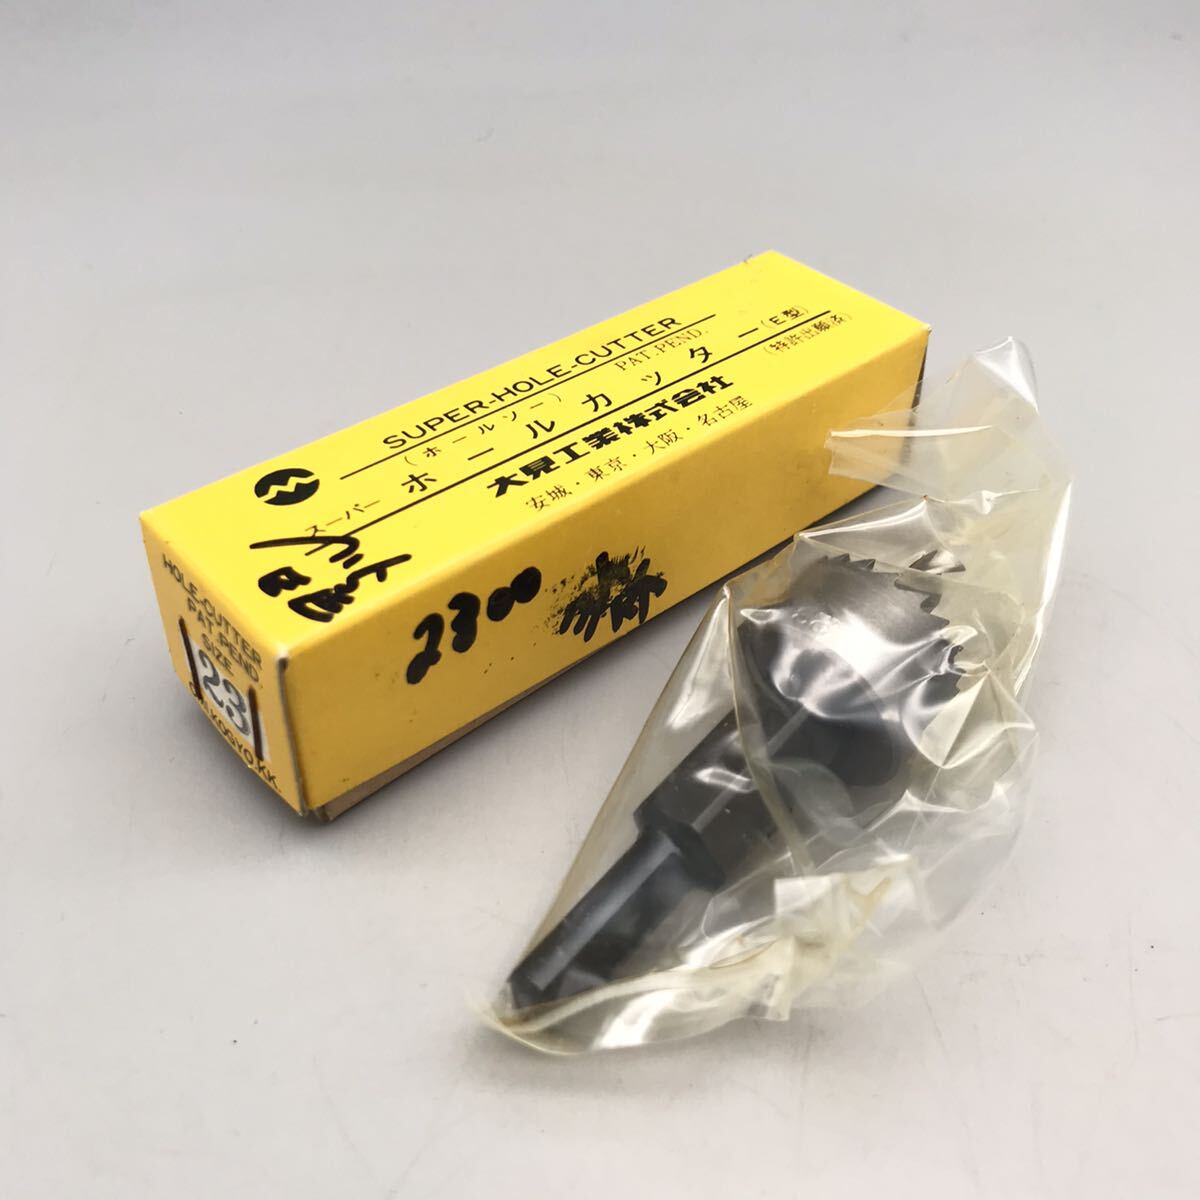 SUPER-HOLE-CUTTER
PAT.PEND.
(ホールソー)
スーパーホールカッター(E型)
(特許出願済)
大見工業株式会社
安城・東京・大阪・名古屋
2300
HOLE-CUTTER
PAT.PEND.
SIZE
23
KOGYO.KK.